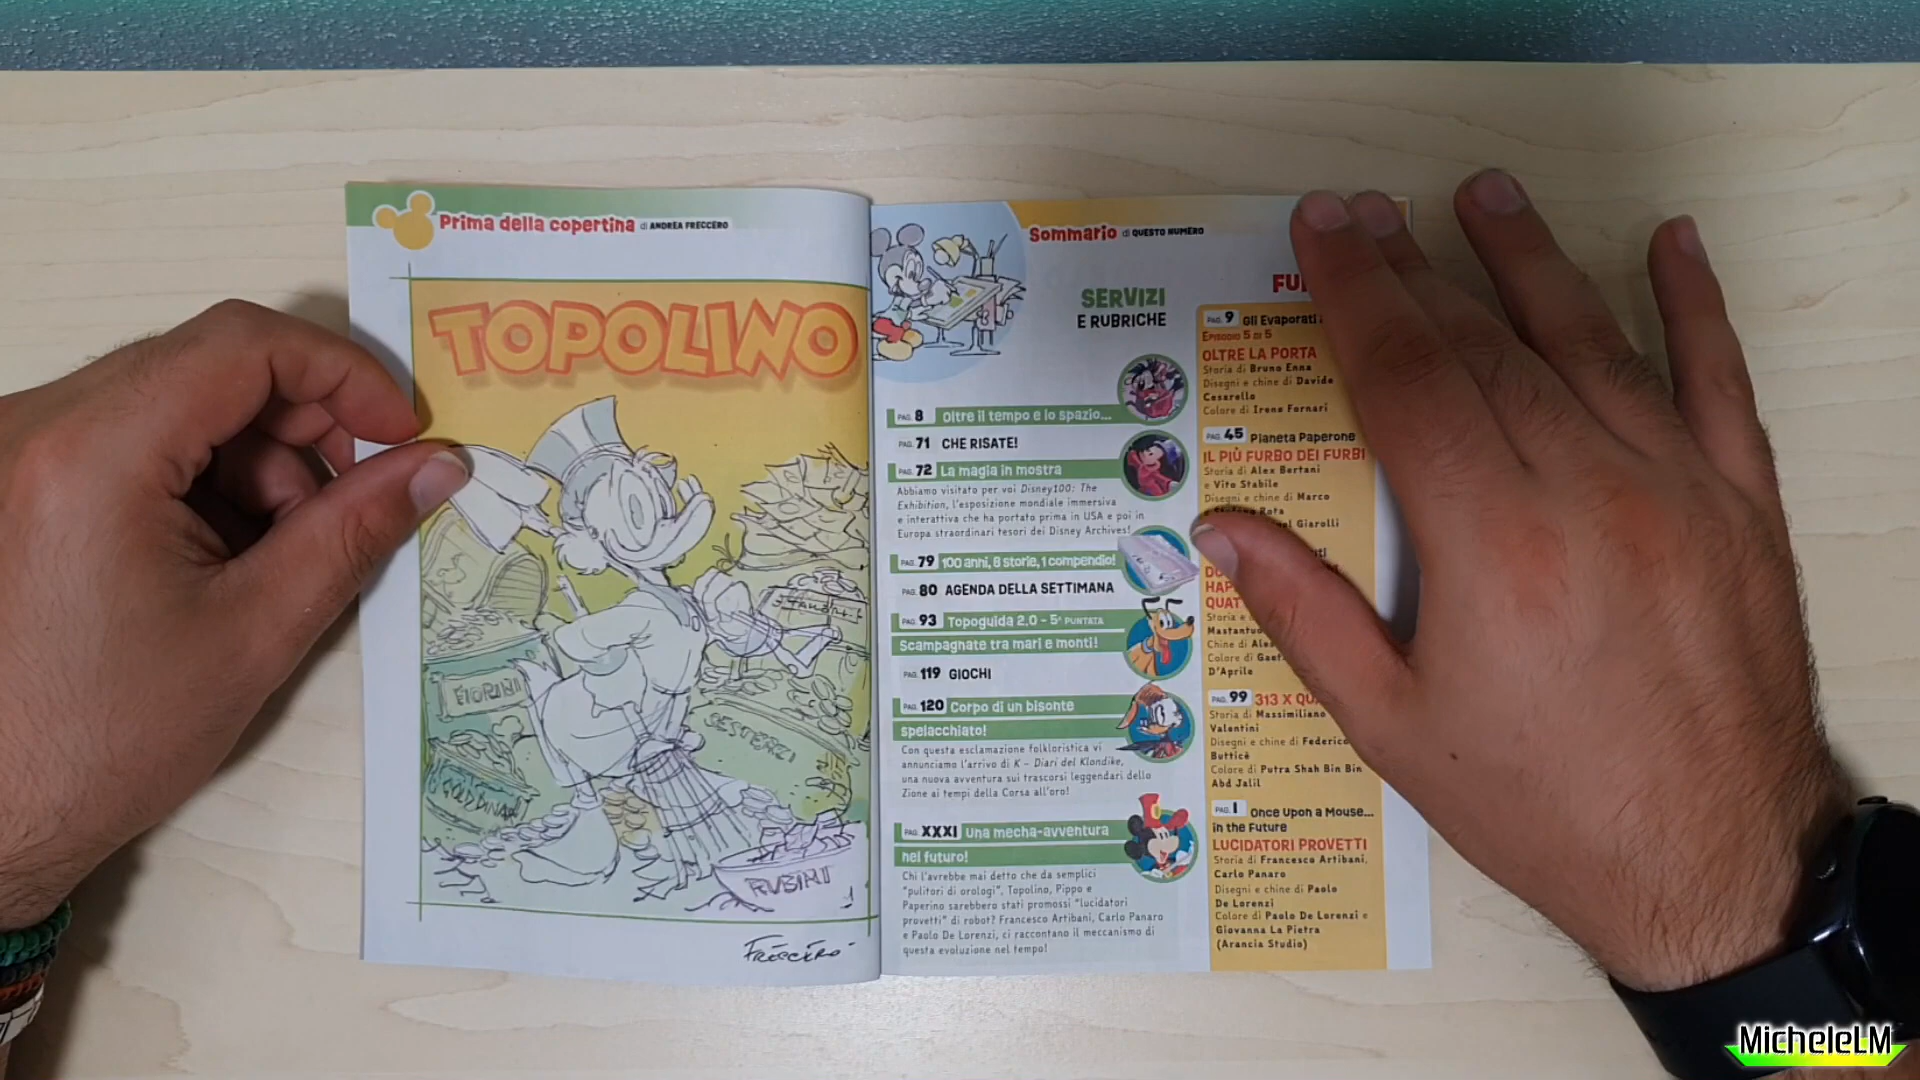 Prima della copertina di ANDREA FRECCERO
TOPOLINO
FIORINI
SESTERZI
GOLD DINAR
RUBINI
FRECCERO
Sommario di QUESTO NUMERO
SERVIZI
E RUBRICHE
PAG. 8 Oltre il tempo e lo spazio...
PAG. 71 CHE RISATE!
PAG. 72 La magia in mostra
Abbiamo visitato per voi Disney100: The
Exhibition, l'esposizione mondiale immersiva
e interattiva che ha portato prima in USA e poi in
Europa straordinari tesori dei Disney Archives!
PAG. 79 100 anni, 8 storie, 1 compendio!
PAG. 80 AGENDA DELLA SETTIMANA
PAG. 93 Topoguida 2.0 - 5ª PUNTATA
Scampagnate tra mari e monti!
PAG. 119 GIOCHI
PAG. 120 Corpo di un bisonte
spelacchiato!
Con questa esclamazione folkloristica vi
annunciamo l'arrivo di K – Diari del Klondike,
una nuova avventura sui trascorsi leggendari dello
Zione ai tempi della Corsa all'oro!
PAG. XXXI Una mecha-avventura
nel futuro!
Chi l'avrebbe mai detto che da semplici
"pulitori di orologi", Topolino, Pippo e
Paperino sarebbero stati promossi "lucidatori
provetti" di robot? Francesco Artibani, Carlo Panaro
e Paolo De Lorenzi, ci raccontano il meccanismo di
questa evoluzione nel tempo!
PAG. 9 Gli Evaporati
EPISODIO 5 DI 5
OLTRE LA PORTA
Storia di Bruno Enna
Disegni e chine di Davide
Cesarello
Colore di Irene Fornari
PAG. 45 Pianeta Paperone
IL PIÙ FURBO DEI FURBI
Storia di Alex Bertani
e Vito Stabile
Disegni e chine di Marco
Rota
Giarolli
Storia
Chine di
Colore di
D'Aprile
PAG. 99 313 X
Storia di Massimiliano
Valentini
Disegni e chine di Federico
Butticè
Colore di Putra Shah Bin Bin
Abd Jalil
PAG. I Once Upon a Mouse...
in the Future
LUCIDATORI PROVETTI
Storia di Francesco Artibani,
Carlo Panaro
Disegni e chine di Paolo
De Lorenzi
Colore di Paolo De Lorenzi e
Giovanna La Pietra
(Arancia Studio)
MicheleLM